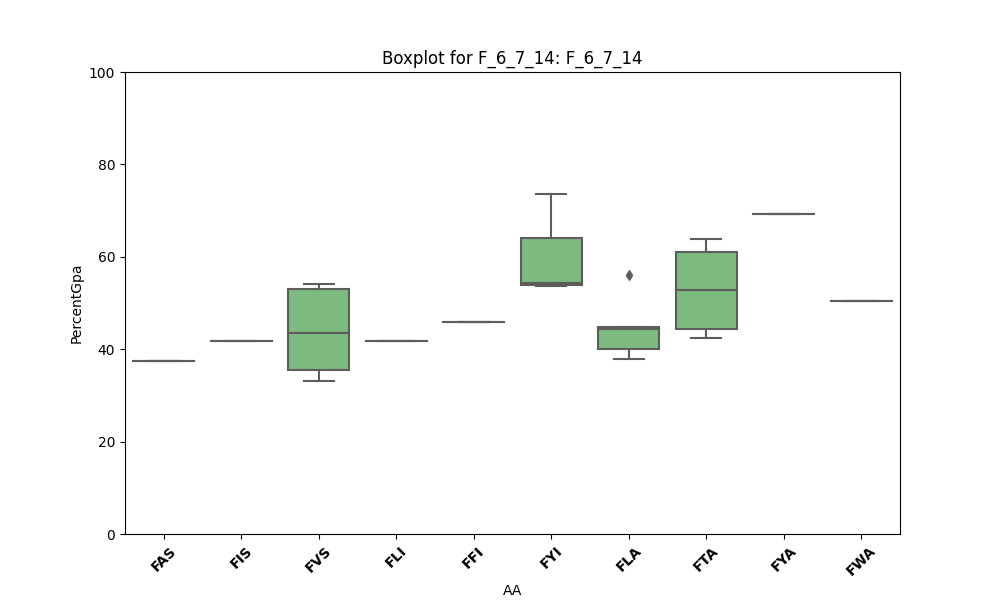 Boxplot for F_6_7_14: F_6_7_14
100
80
60
40
20
0
PercentGpa
FAS
FIS
FVS
FLI
FFI
FYI
FLA
FTA
FYA
FWA
AA